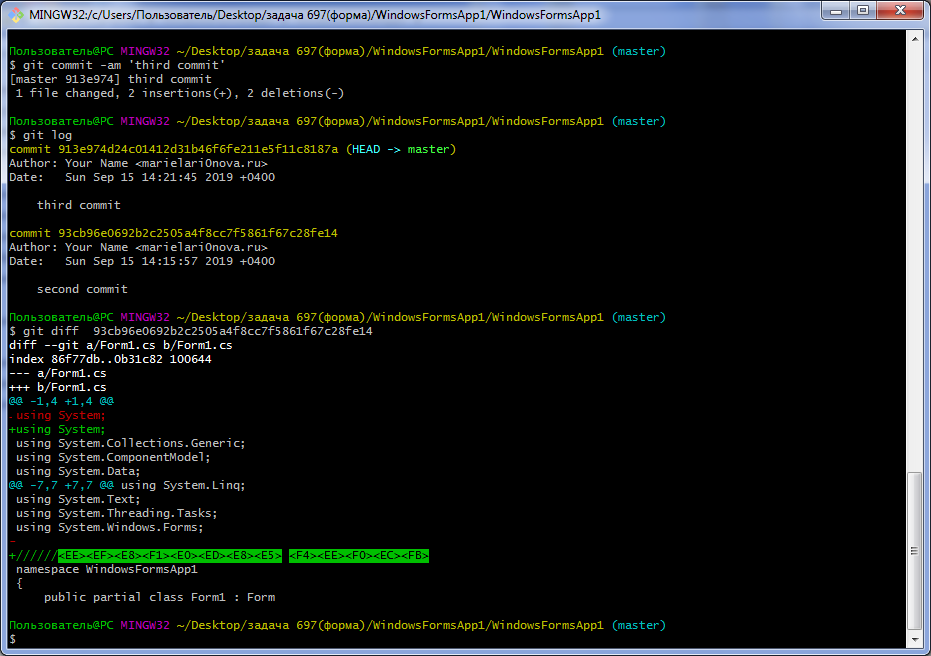 MINGW32:/c/Users/Пользователь/Desktop/задача 697(форма)/WindowsFormsApp1/WindowsFormsApp1
Пользователь@PC MINGW32 ~/Desktop/задача 697(форма)/WindowsFormsApp1/WindowsFormsApp1 (master)
$ git commit -am 'third commit'
[master 913e974] third commit
 1 file changed, 2 insertions(+), 2 deletions(-)
Пользователь@PC MINGW32 ~/Desktop/задача 697(форма)/WindowsFormsApp1/WindowsFormsApp1 (master)
$ git log
commit 913e974d24c01412d31b46f6fe211e5f11c8187a (HEAD -> master)
Author: Your Name <marielari0nova.ru>
Date:   Sun Sep 15 14:21:45 2019 +0400
    third commit
commit 93cb96e0692b2c2505a4f8cc7f5861f67c28fe14
Author: Your Name <marielari0nova.ru>
Date:   Sun Sep 15 14:15:57 2019 +0400
    second commit
Пользователь@PC MINGW32 ~/Desktop/задача 697(форма)/WindowsFormsApp1/WindowsFormsApp1 (master)
$ git diff  93cb96e0692b2c2505a4f8cc7f5861f67c28fe14
diff --git a/Form1.cs b/Form1.cs
index 86f77db..0b31c82 100644
--- a/Form1.cs
+++ b/Form1.cs
@@ -1,4 +1,4 @@
-using System;
+using System;
 using System.Collections.Generic;
 using System.ComponentModel;
 using System.Data;
@@ -7,7 +7,7 @@ using System.Linq;
 using System.Text;
 using System.Threading.Tasks;
 using System.Windows.Forms;
-
+//////<EE><EF><E8><F1><E0><ED><E8><E5> <F4><EE><F0><EC><FB>
 namespace WindowsFormsApp1
 {
     public partial class Form1 : Form
Пользователь@PC MINGW32 ~/Desktop/задача 697(форма)/WindowsFormsApp1/WindowsFormsApp1 (master)
$